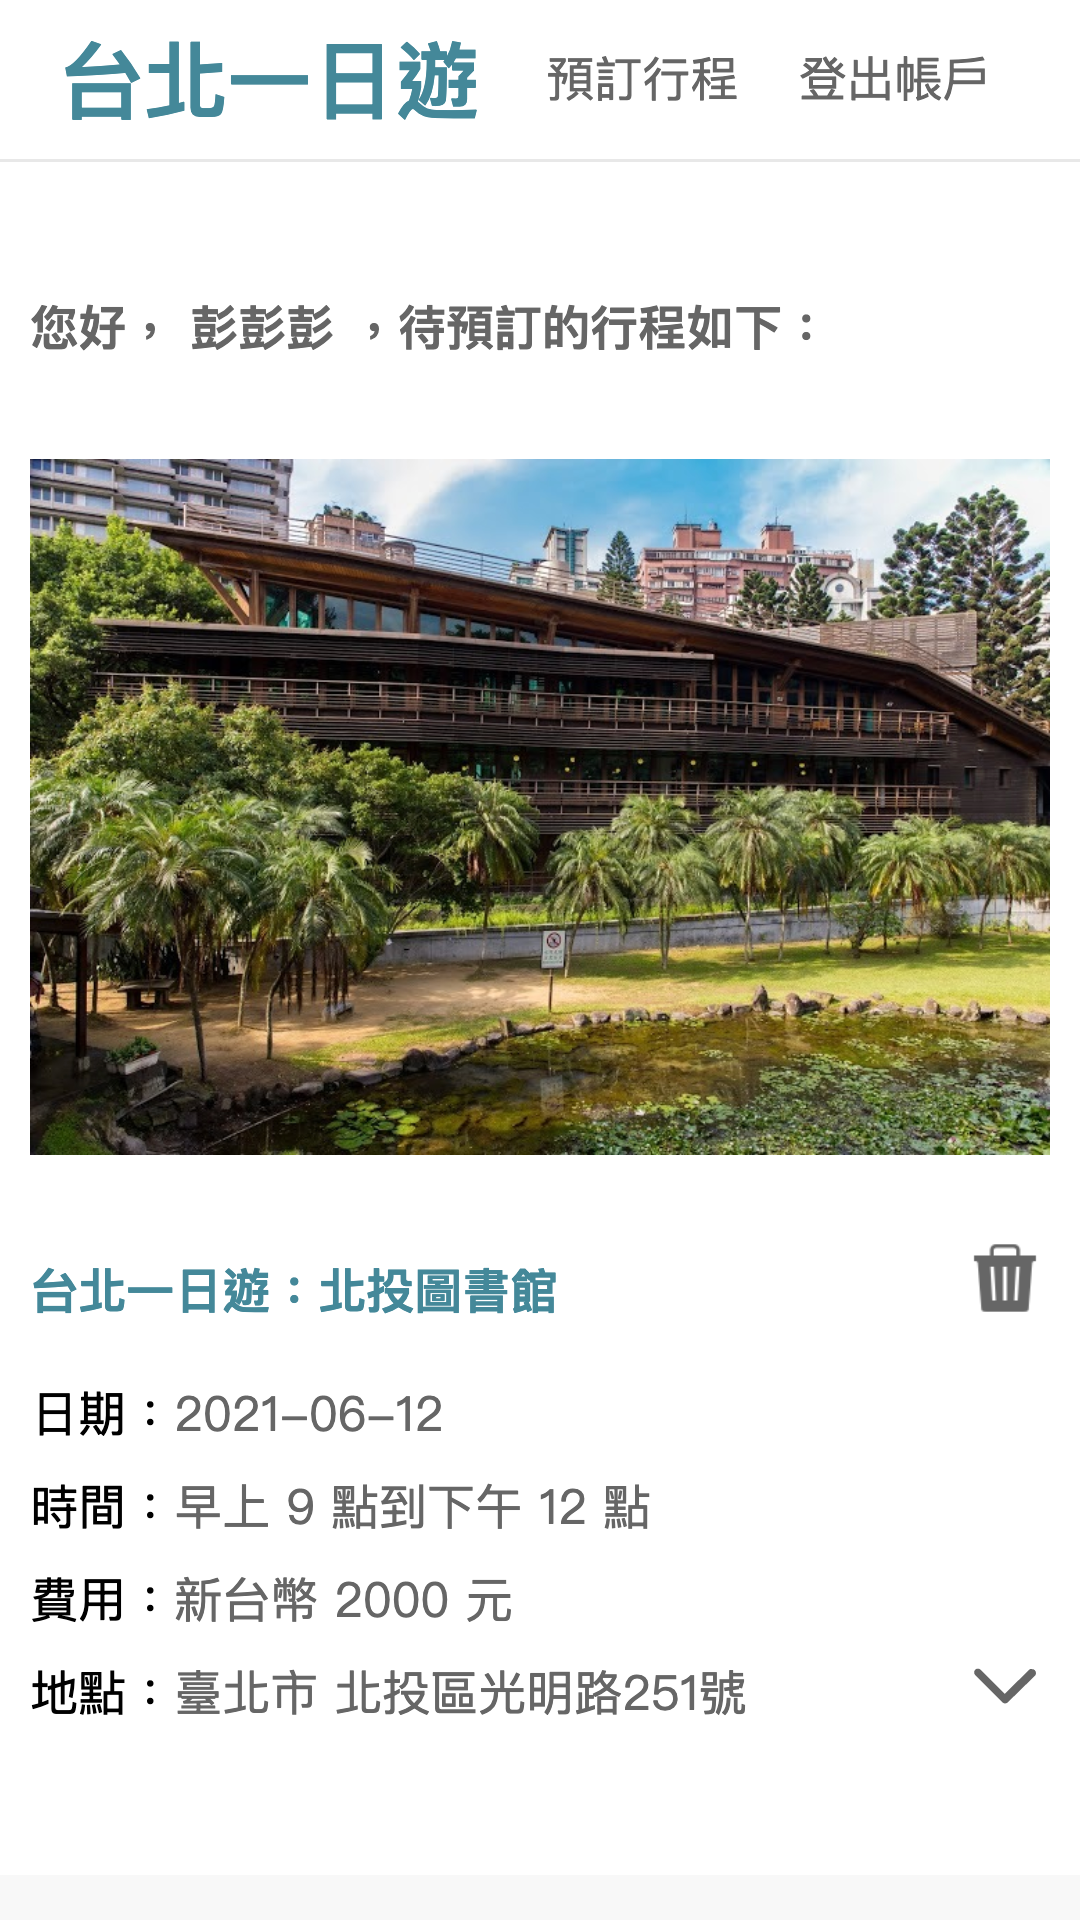 台北一日遊 預訂行程 登出帳戶
您好， 彭彭彭 ，待預訂的行程如下：
台北一日遊：北投圖書館
日期：2021-06-12
時間：早上 9 點到下午 12 點
費用：新台幣 2000 元
地點：臺北市 北投區光明路251號